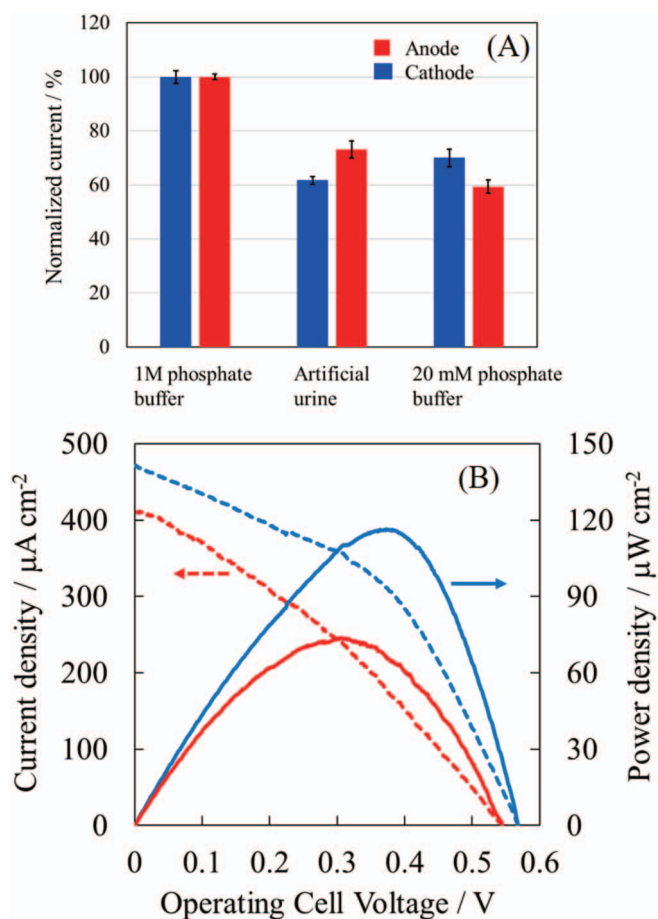 120
100
80
60
40
20
0
Normalized current / %
Anode
Cathode
(A)
1M phosphate
buffer
Artificial
urine
20 mM phosphate
buffer
500
400
300
200
100
0
Current density / µA cm⁻²
(B)
150
120
90
60
30
0
Power density / µW cm⁻²
0 0.1 0.2 0.3 0.4 0.5 0.6
Operating Cell Voltage / V